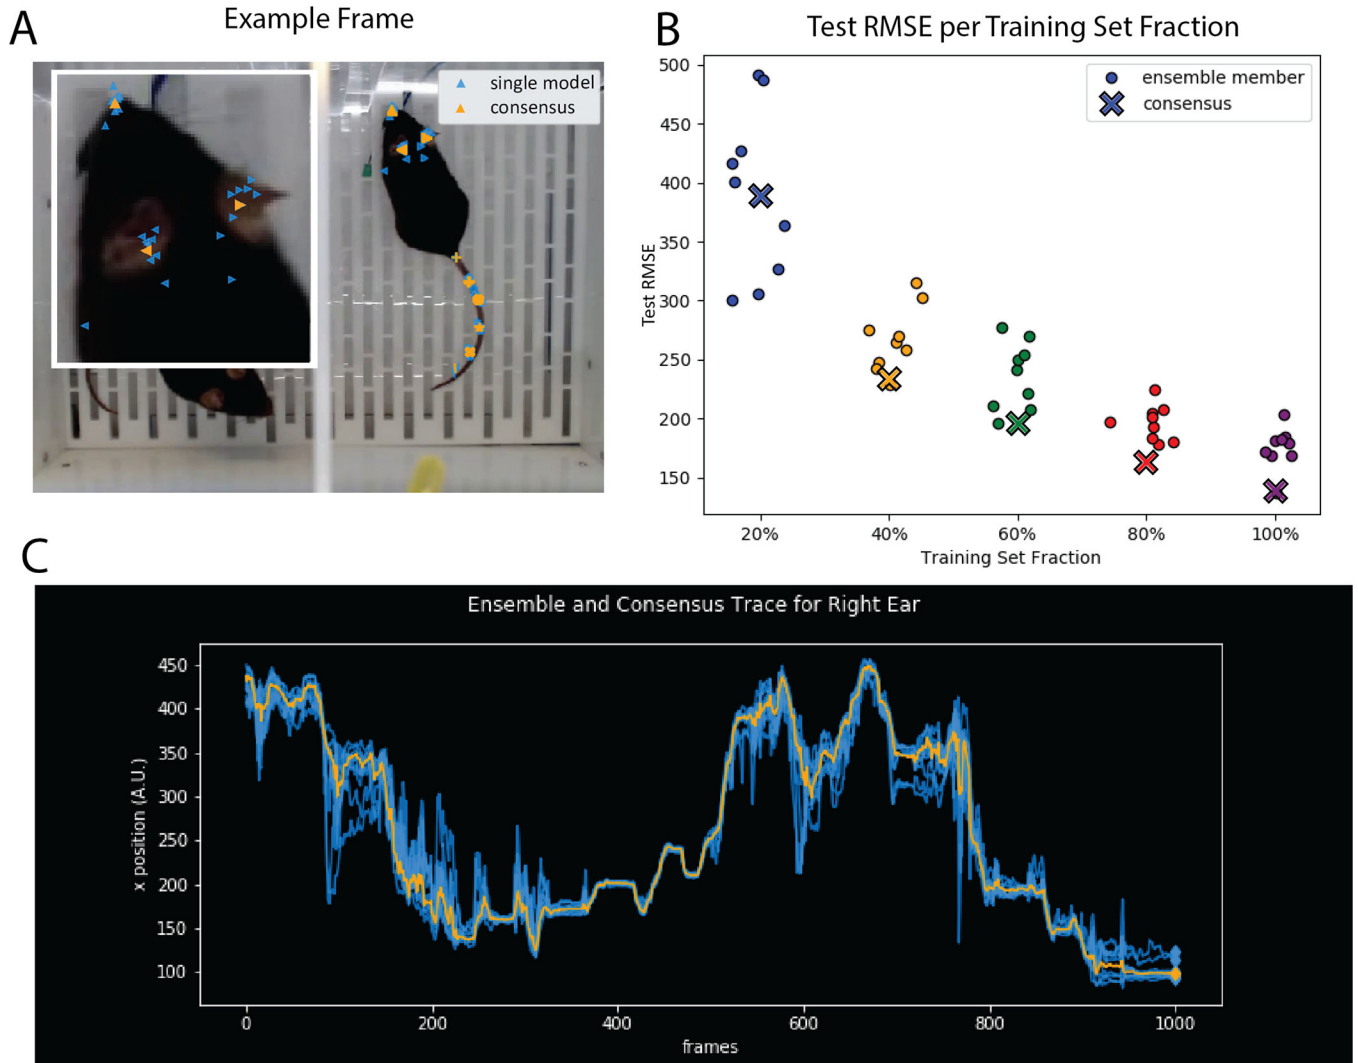 A
Example Frame
single model
consensus
B
Test RMSE per Training Set Fraction
ensemble member
consensus
500
450
400
350
300
250
200
150
Test RMSE
20% 40% 60% 80% 100%
Training Set Fraction
C
Ensemble and Consensus Trace for Right Ear
450
400
350
300
250
200
150
100
x position (A.U.)
0 200 400 600 800 1000
frames